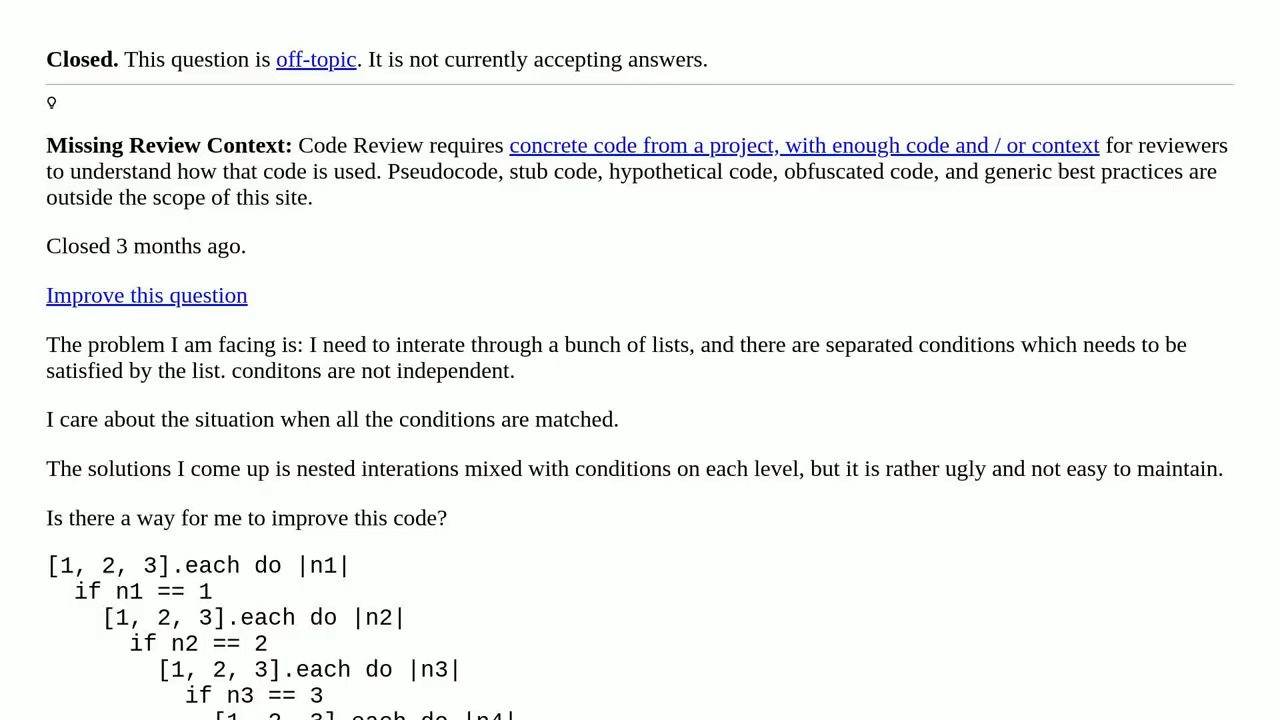 Closed. This question is off-topic. It is not currently accepting answers.
Missing Review Context: Code Review requires concrete code from a project, with enough code and / or context for reviewers
to understand how that code is used. Pseudocode, stub code, hypothetical code, obfuscated code, and generic best practices are
outside the scope of this site.
Closed 3 months ago.
Improve this question
The problem I am facing is: I need to interate through a bunch of lists, and there are separated conditions which needs to be
satisfied by the list. conditons are not independent.
I care about the situation when all the conditions are matched.
The solutions I come up is nested interations mixed with conditions on each level, but it is rather ugly and not easy to maintain.
Is there a way for me to improve this code?
[1, 2, 3].each do |n1|
  if n1 == 1
    [1, 2, 3].each do |n2|
      if n2 == 2
        [1, 2, 3].each do |n3|
          if n3 == 3
            [1, 2, 3].each do |n4|